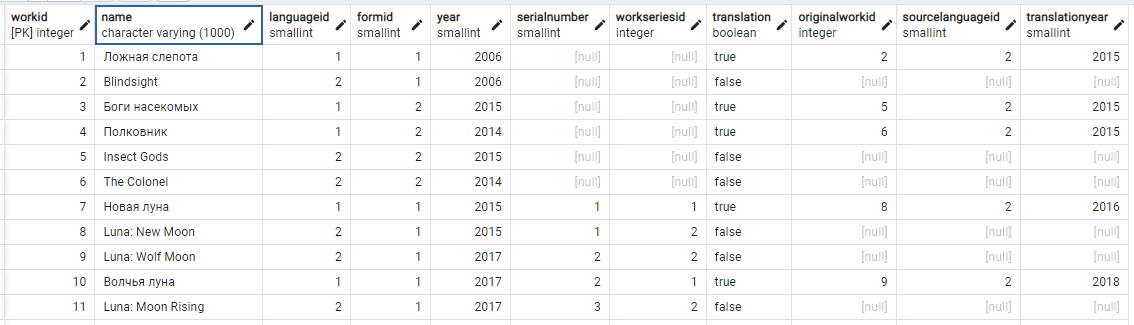 workid name languageid formid year serialnumber workseriesid translation originalworkid sourcelanguageid translationyear
[PK] integer character varying (1000) smallint smallint smallint smallint integer boolean integer smallint smallint
1 Ложная слепота 1 1 2006 [null] [null] true 2 2 2015
2 Blindsight 2 1 2006 [null] [null] false [null] [null] [null]
3 Боги насекомых 1 2 2015 [null] [null] true 5 2 2015
4 Полковник 1 2 2014 [null] [null] true 6 2 2015
5 Insect Gods 2 2 2015 [null] [null] false [null] [null] [null]
6 The Colonel 2 2 2014 [null] [null] false [null] [null] [null]
7 Новая луна 1 1 2015 1 1 true 8 2 2016
8 Luna: New Moon 2 1 2015 1 2 false [null] [null] [null]
9 Luna: Wolf Moon 2 1 2017 2 2 false [null] [null] [null]
10 Волчья луна 1 1 2017 2 1 true 9 2 2018
11 Luna: Moon Rising 2 1 2017 3 2 false [null] [null] [null]